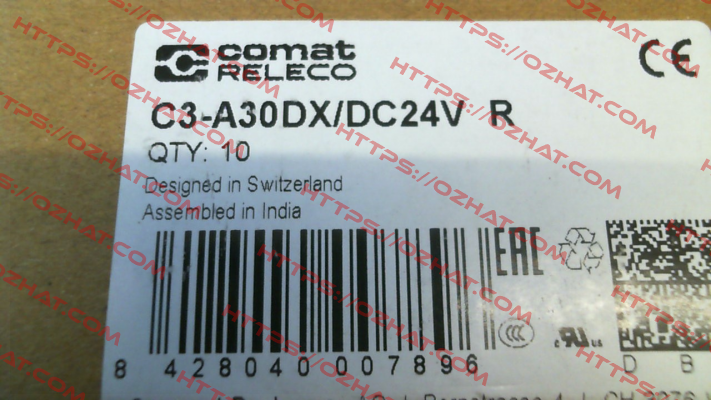 comat
RELECO
CE
C3-A30DX/DC24V R
QTY: 10
Designed in Switzerland
Assembled in India
EAC
CCC
8 428040 007896
D B
HTTPS://OZHAT.COM